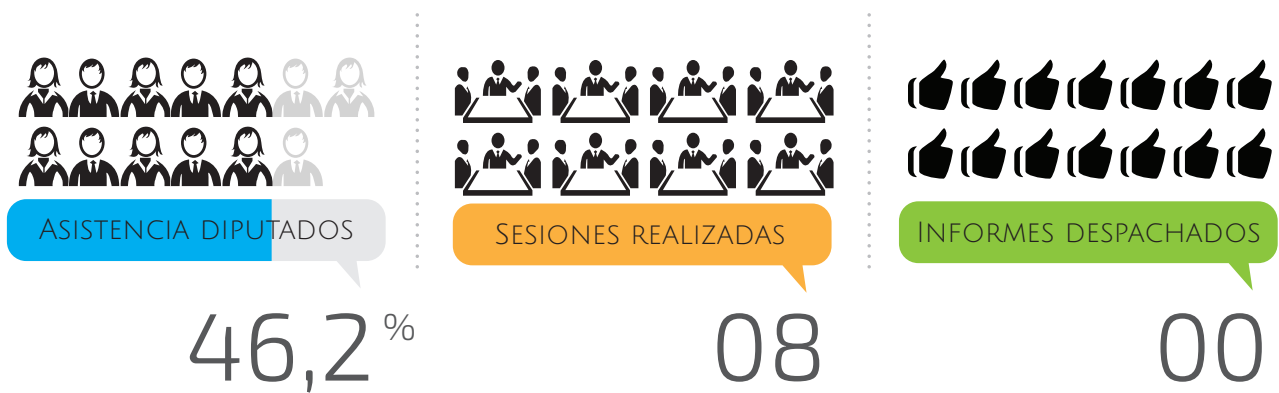 Asistencia diputados
Sesiones realizadas
Informes despachados
46,2 %
08
00